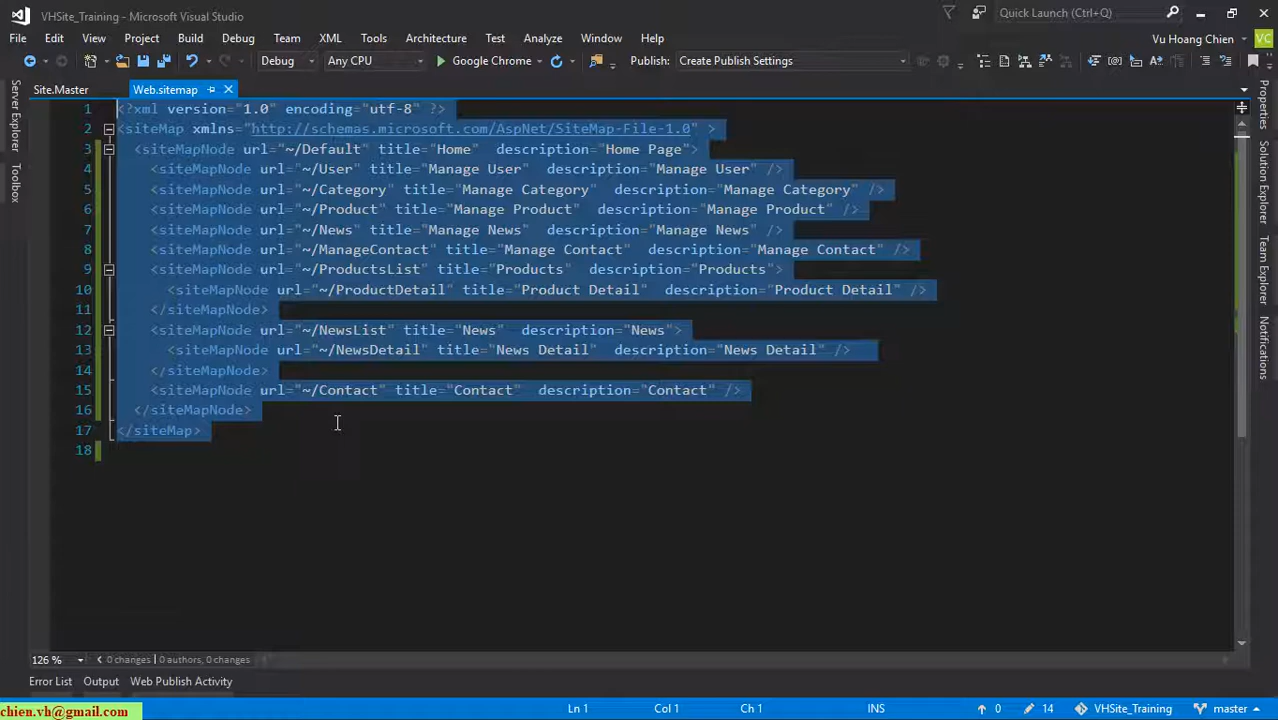 VHSite_Training - Microsoft Visual Studio
Quick Launch (Ctrl+Q)
File Edit View Project Build Debug Team XML Tools Architecture Test Analyze Window Help
Vu Hoang Chien VC
Debug Any CPU Google Chrome Publish: Create Publish Settings
Site.Master Web.sitemap
Server Explorer
Toolbox
Properties
Solution Explorer
Team Explorer
Notifications
1 <?xml version="1.0" encoding="utf-8" ?>
2 <siteMap xmlns="http://schemas.microsoft.com/AspNet/SiteMap-File-1.0" >
3 <siteMapNode url="~/Default" title="Home" description="Home Page">
4 <siteMapNode url="~/User" title="Manage User" description="Manage User" />
5 <siteMapNode url="~/Category" title="Manage Category" description="Manage Category" />
6 <siteMapNode url="~/Product" title="Manage Product" description="Manage Product" />
7 <siteMapNode url="~/News" title="Manage News" description="Manage News" />
8 <siteMapNode url="~/ManageContact" title="Manage Contact" description="Manage Contact" />
9 <siteMapNode url="~/ProductsList" title="Products" description="Products">
10 <siteMapNode url="~/ProductDetail" title="Product Detail" description="Product Detail" />
11 </siteMapNode>
12 <siteMapNode url="~/NewsList" title="News" description="News">
13 <siteMapNode url="~/NewsDetail" title="News Detail" description="News Detail" />
14 </siteMapNode>
15 <siteMapNode url="~/Contact" title="Contact" description="Contact" />
16 </siteMapNode>
17 </siteMap>
18
126 % 0 changes | 0 authors, 0 changes
Error List Output Web Publish Activity
chien.vh@gmail.com Ln 1 Col 1 Ch 1 INS 0 14 VHSite_Training master